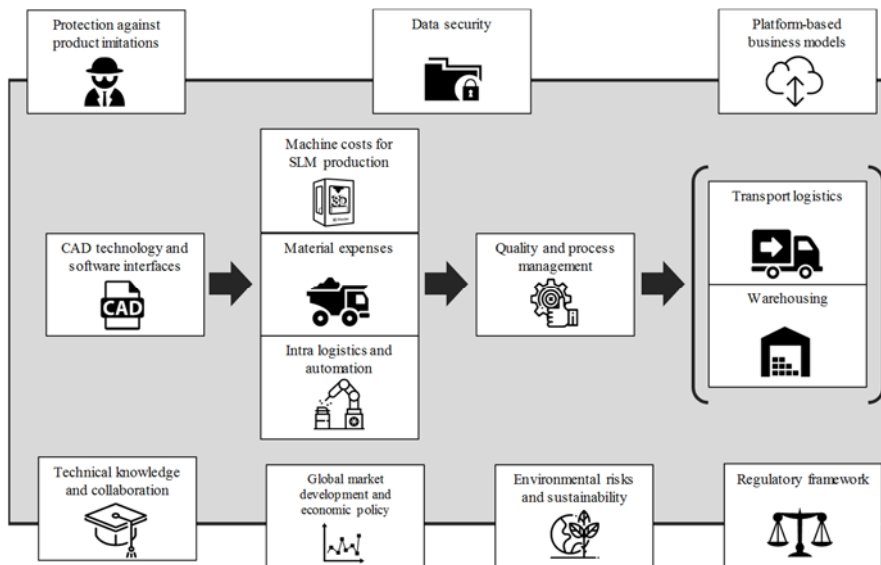 Protection against
product imitations
Data security
Platform-based
business models
Machine costs for
SLM production
CAD technology and
software interfaces
CAD
Material expenses
Intra logistics and
automation
Quality and process
management
Transport logistics
Warehousing
Technical knowledge
and collaboration
Global market
development and
economic policy
Environmental risks
and sustainability
Regulatory framework